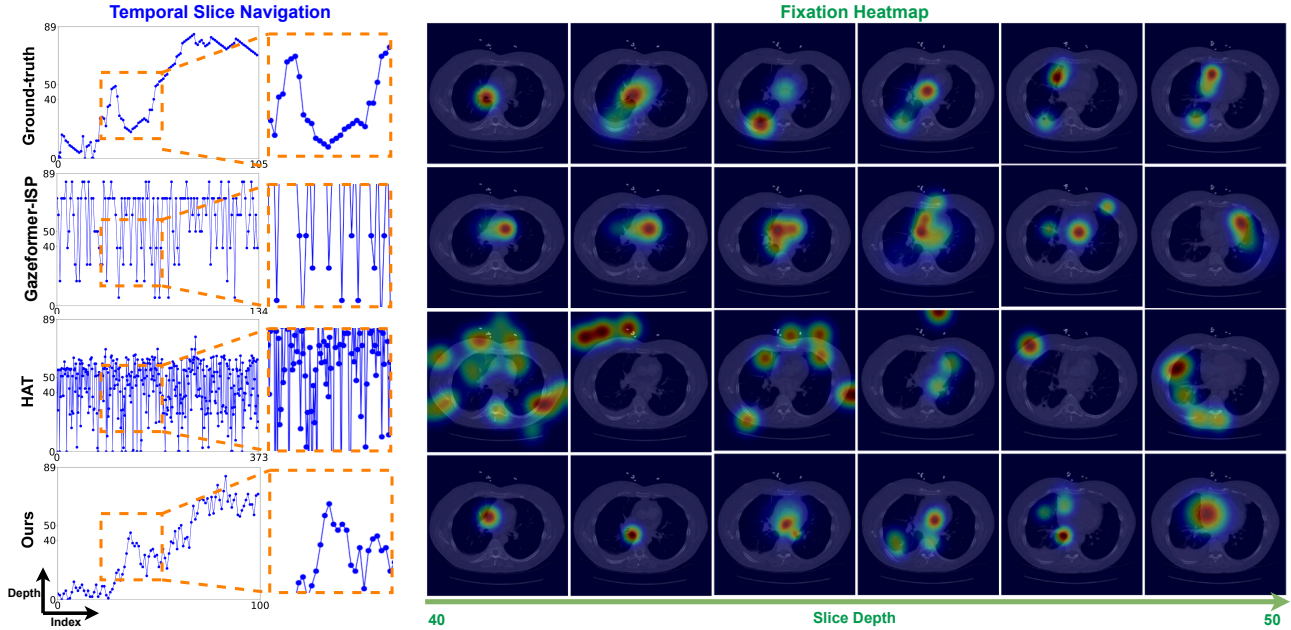 Temporal Slice Navigation
Fixation Heatmap
Ground-truth
89
50
40
0
0
105
Gazeformer-ISP
89
50
40
0
0
134
HAT
89
50
40
0
0
373
Ours
89
50
40
0
0
100
Depth
Index
40
Slice Depth
50